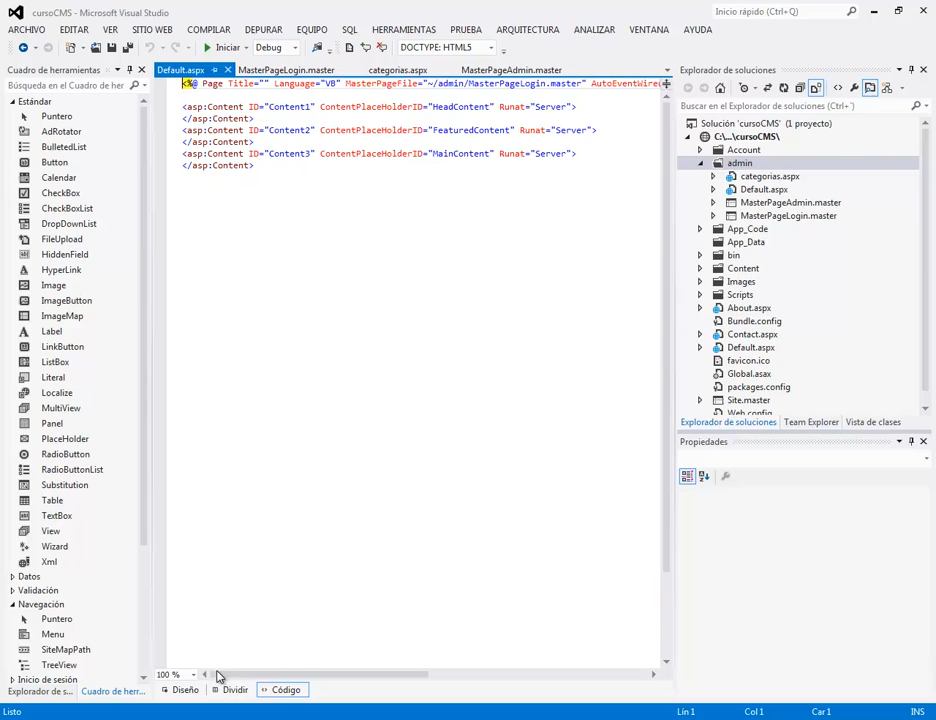 cursoCMS - Microsoft Visual Studio
Inicio rápido (Ctrl+Q)
ARCHIVO EDITAR VER SITIO WEB COMPILAR DEPURAR EQUIPO SQL HERRAMIENTAS PRUEBA ARQUITECTURA ANALIZAR VENTANA AYUDA
Iniciar Debug DOCTYPE: HTML5
Cuadro de herramientas
Buscar en el Cuadro de her
Estándar
Puntero
AdRotator
BulletedList
Button
Calendar
CheckBox
CheckBoxList
DropDownList
FileUpload
HiddenField
HyperLink
Image
ImageButton
ImageMap
Label
LinkButton
ListBox
Literal
Localize
MultiView
Panel
PlaceHolder
RadioButton
RadioButtonList
Substitution
Table
TextBox
View
Wizard
Xml
Datos
Validación
Navegación
Puntero
Menu
SiteMapPath
TreeView
Inicio de sesión
Explorador de s... Cuadro de herr...
Default.aspx MasterPageLogin.master categorias.aspx MasterPageAdmin.master
<%@ Page Title="" Language="VB" MasterPageFile="~/admin/MasterPageLogin.master" AutoEventWire
<asp:Content ID="Content1" ContentPlaceHolderID="HeadContent" Runat="Server">
</asp:Content>
<asp:Content ID="Content2" ContentPlaceHolderID="FeaturedContent" Runat="Server">
</asp:Content>
<asp:Content ID="Content3" ContentPlaceHolderID="MainContent" Runat="Server">
</asp:Content>
100 %
Diseño Dividir Código
Explorador de soluciones
Buscar en el Explorador de soluciones (Ctrl+¨)
Solución 'cursoCMS' (1 proyecto)
C:\...\cursoCMS\
Account
admin
categorias.aspx
Default.aspx
MasterPageAdmin.master
MasterPageLogin.master
App_Code
App_Data
bin
Content
Images
Scripts
About.aspx
Bundle.config
Contact.aspx
Default.aspx
favicon.ico
Global.asax
packages.config
Site.master
Web.config
Explorador de soluciones Team Explorer Vista de clases
Propiedades
Listo Lín 1 Col 1 Car 1 INS